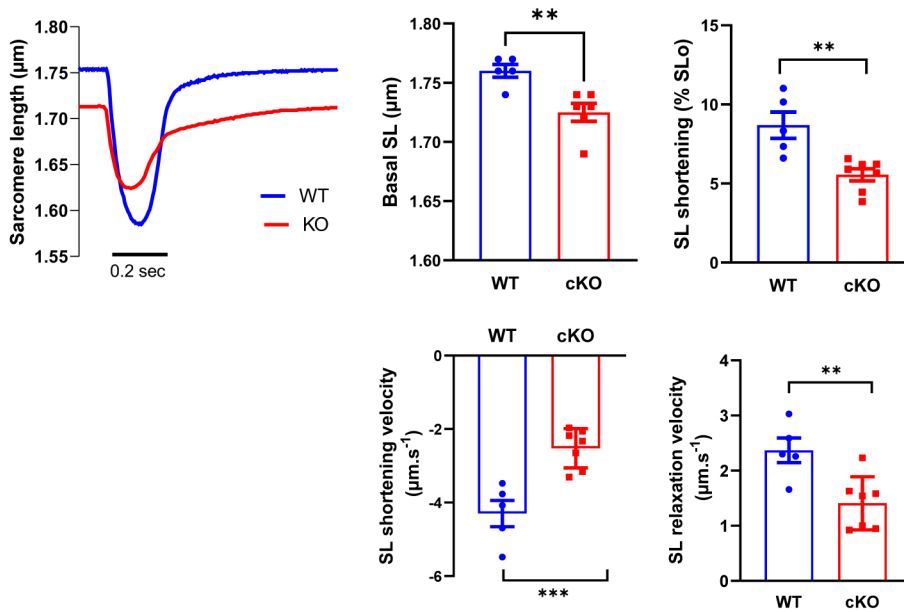 Sarcomere length (µm)
1.80
1.75
1.70
1.65
1.60
1.55
WT
KO
0.2 sec
Basal SL (µm)
1.80
1.75
1.70
1.65
1.60
**
WT cKO
SL shortening (% SLo)
15
10
5
0
**
WT cKO
SL shortening velocity
(µm.s⁻¹)
WT cKO
0
-2
-4
-6
***
SL relaxation velocity
(µm.s⁻¹)
4
3
2
1
0
**
WT cKO